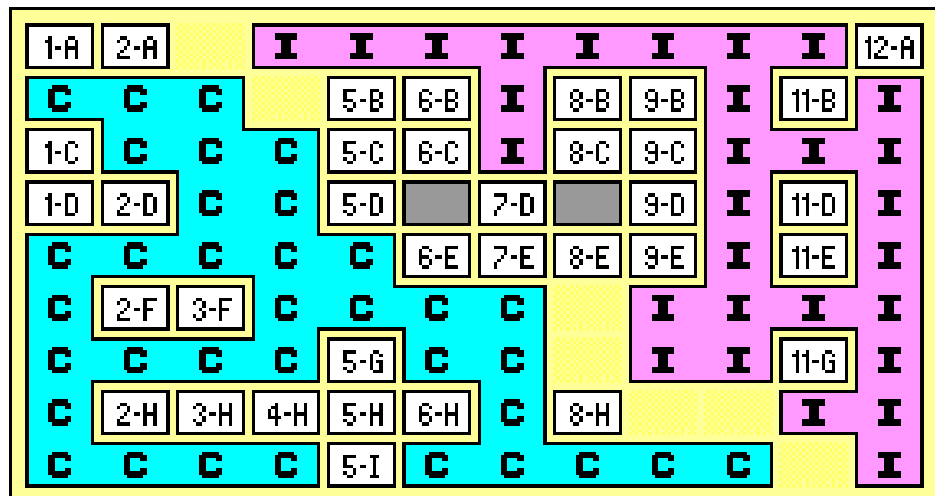 1-A 2-A I I I I I I I I 12-A
C C C 5-B 6-B I 8-B 9-B I 11-B I
1-C C C C 5-C 6-C I 8-C 9-C I I I
1-D 2-D C C 5-D 7-D 9-D I 11-D I
C C C C C 6-E 7-E 8-E 9-E I 11-E I
C 2-F 3-F C C C C I I I I
C C C C 5-G C C I I 11-G I
C 2-H 3-H 4-H 5-H 6-H C 8-H I I
C C C C 5-I C C C C C I